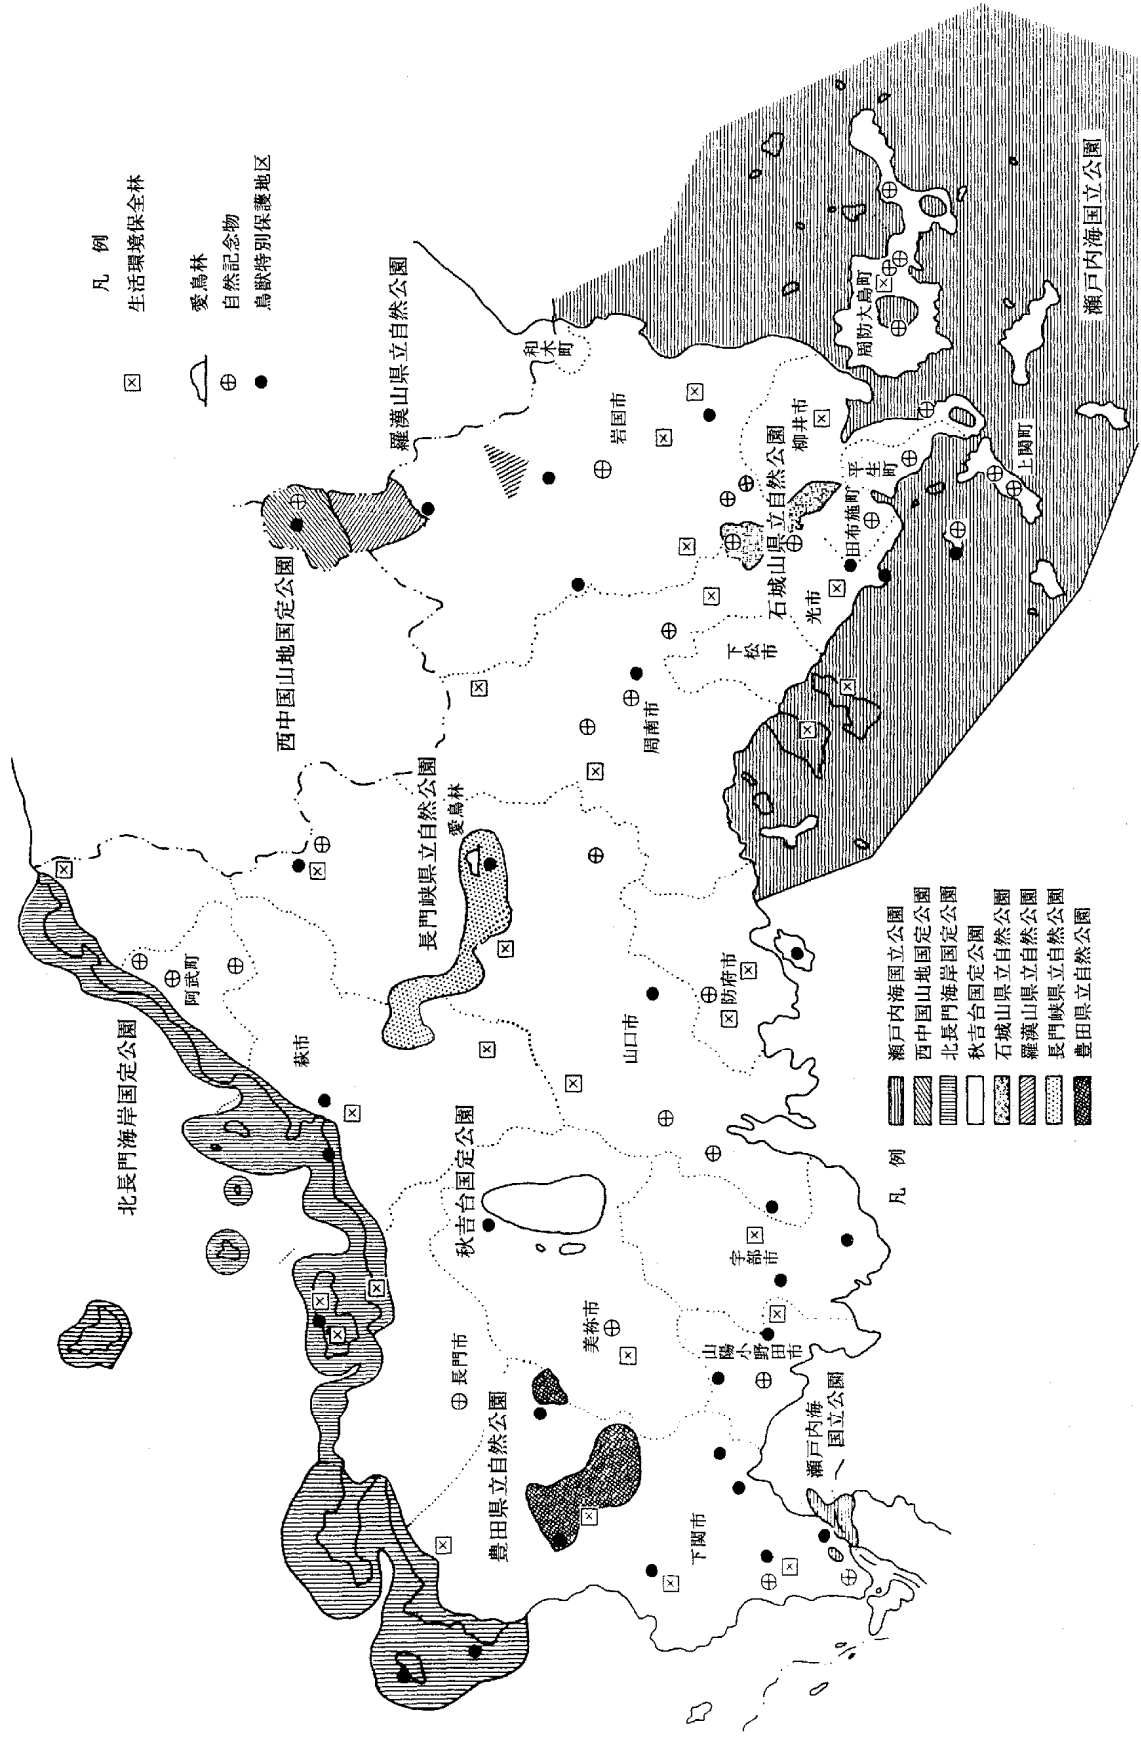 凡 例
生活環境保全林
愛鳥林
自然記念物
鳥獣特別保護地区
北長門海岸国定公園
西中国山地国定公園
羅漢山県立自然公園
阿武町
萩市
長門峡県立自然公園
愛鳥林
和木町
岩国市
秋吉台国定公園
長門市
豊田県立自然公園
美祢市
山口市
周南市
下松市
石城山県立自然公園
柳井市
周防大島町
平生町
田布施町
光市
上関町
防府市
宇部市
山陽小野田市
下関市
瀬戸内海
国立公園
瀬戸内海国立公園
凡 例
瀬戸内海国立公園
西中国山地国定公園
北長門海岸国定公園
秋吉台国定公園
石城山県立自然公園
羅漢山県立自然公園
長門峡県立自然公園
豊田県立自然公園